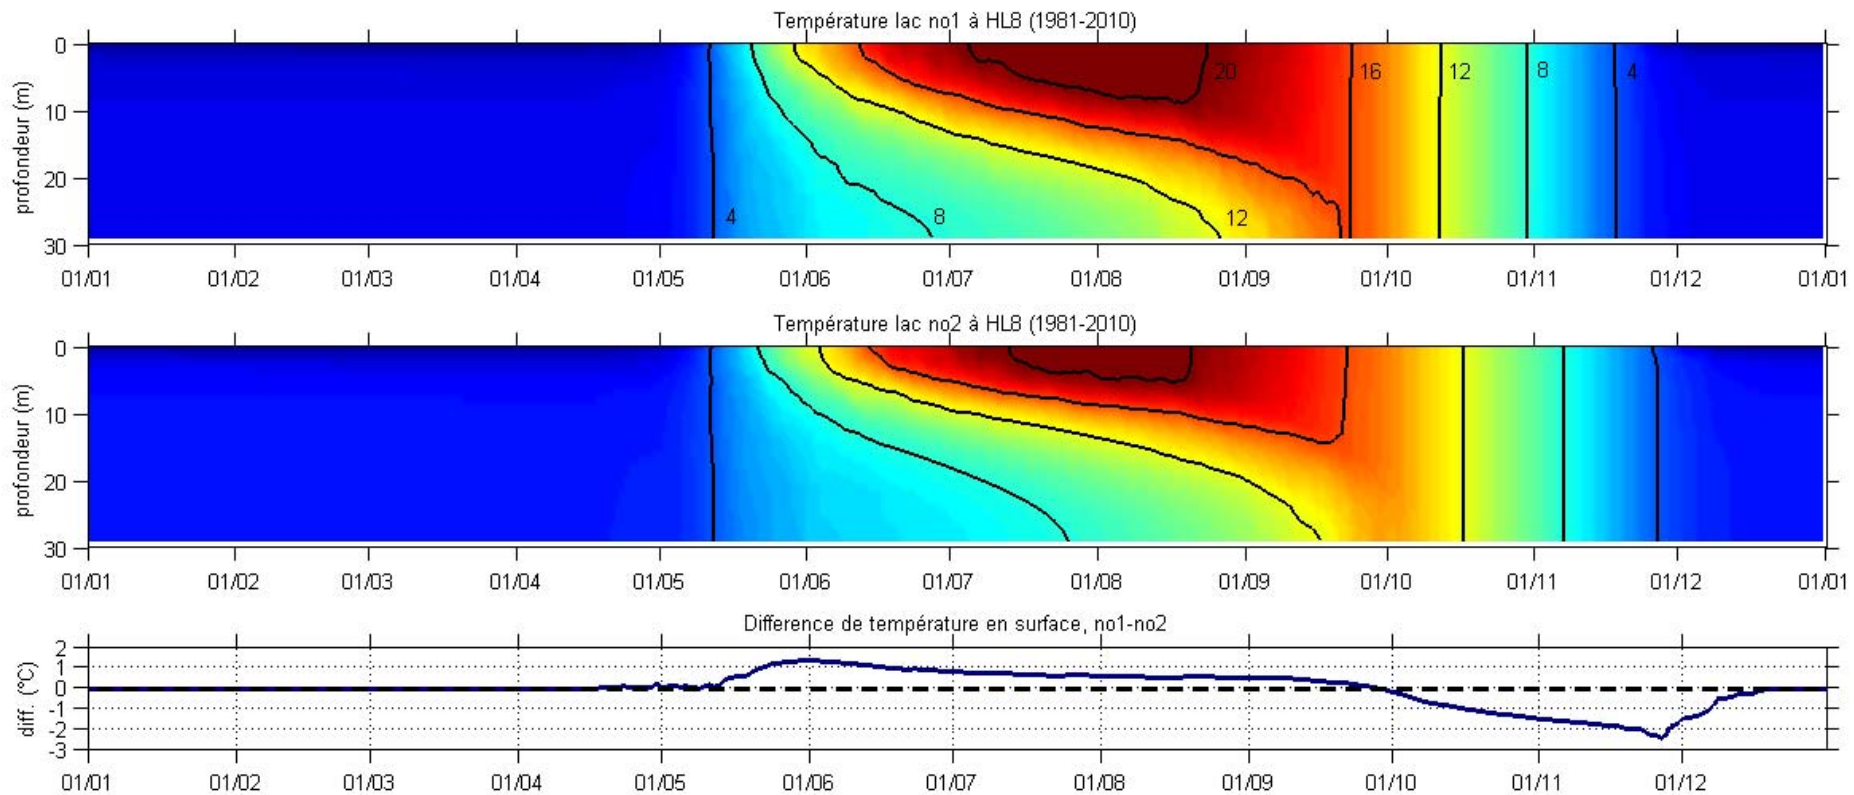 Température lac no1 à HL8 (1981-2010)
profondeur (m)
0
10
20
30
20
16
12
8
4
4
8
12
01/01 01/02 01/03 01/04 01/05 01/06 01/07 01/08 01/09 01/10 01/11 01/12 01/01
Température lac no2 à HL8 (1981-2010)
profondeur (m)
0
10
20
30
01/01 01/02 01/03 01/04 01/05 01/06 01/07 01/08 01/09 01/10 01/11 01/12 01/01
Difference de température en surface, no1-no2
diff. (°C)
2
1
0
-1
-2
-3
01/01 01/02 01/03 01/04 01/05 01/06 01/07 01/08 01/09 01/10 01/11 01/12